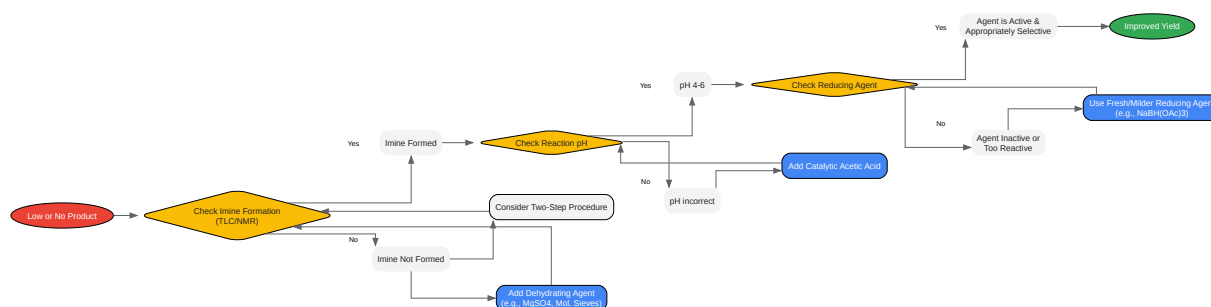 Low or No Product
Check Imine Formation
(TLC/NMR)
Yes
Imine Formed
No
Imine Not Formed
Consider Two-Step Procedure
Add Dehydrating Agent
(e.g., MgSO4, Mol. Sieves)
Check Reaction pH
Yes
pH 4-6
No
pH incorrect
Add Catalytic Acetic Acid
Check Reducing Agent
Yes
Agent is Active &
Appropriately Selective
Improved Yield
No
Agent Inactive or
Too Reactive
Use Fresh/Milder Reducing Agen
(e.g., NaBH(OAc)3)